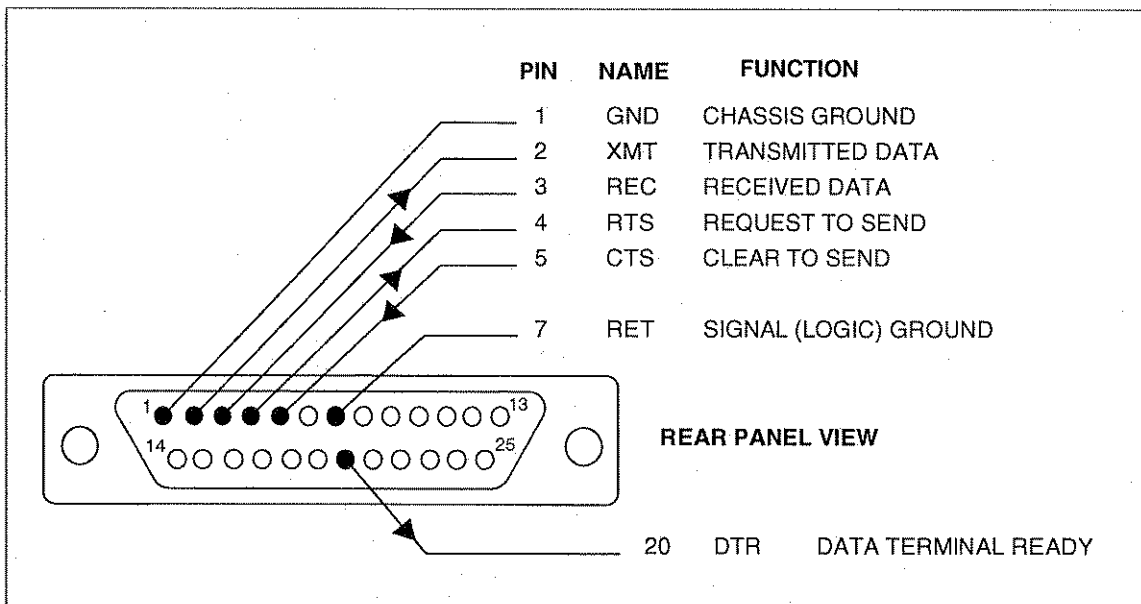 PIN NAME FUNCTION
1 GND CHASSIS GROUND
2 XMT TRANSMITTED DATA
3 REC RECEIVED DATA
4 RTS REQUEST TO SEND
5 CTS CLEAR TO SEND
7 RET SIGNAL (LOGIC) GROUND
1 13
REAR PANEL VIEW
14 25
20 DTR DATA TERMINAL READY